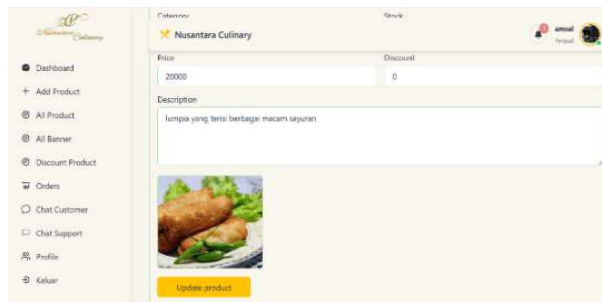 Nusantara
Culinary
Category
Stock
Nusantara Culinary
amsal
Penjual
Dashboard
Price
Discount
20000
0
Add Product
Description
All Product
lumpia yang terisi berbagai macam sayuran
All Banner
Discount Product
Orders
Chat Customer
Chat Support
Profile
Keluar
Update product